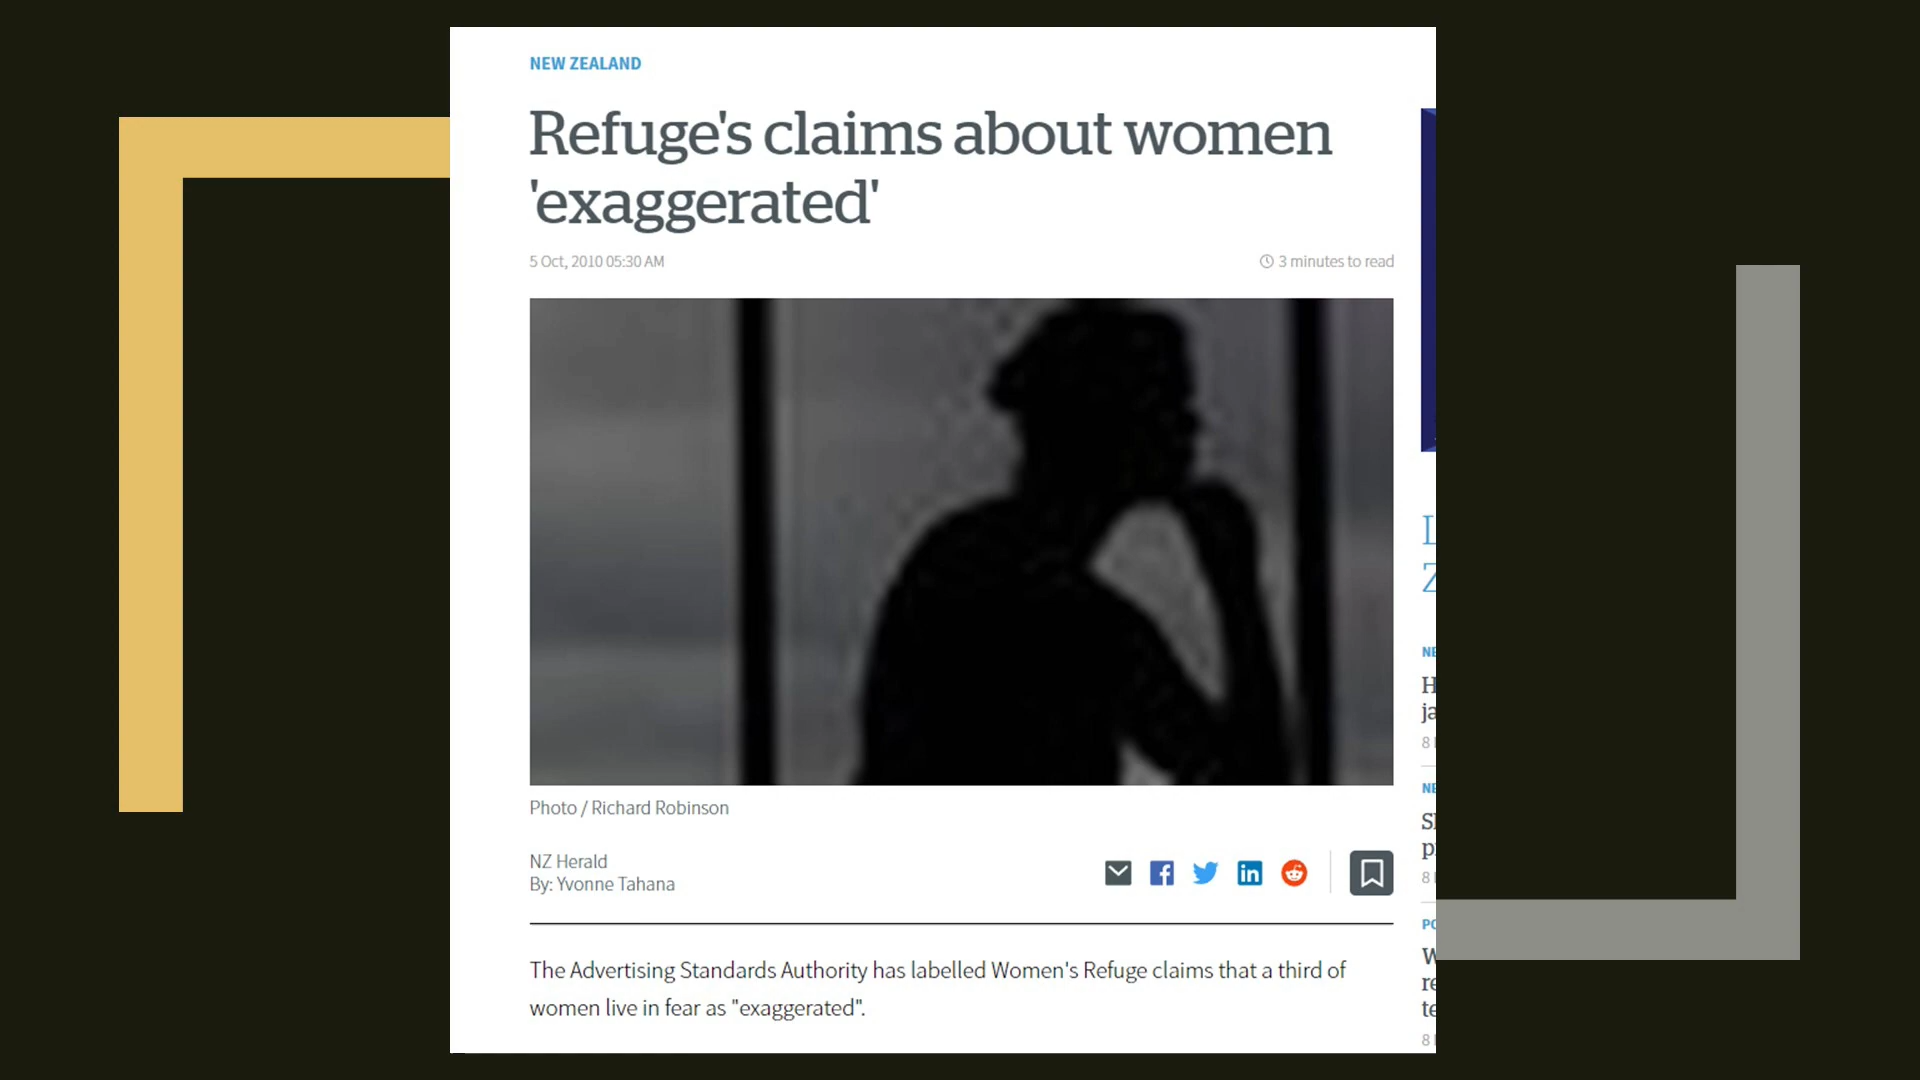 NEW ZEALAND
Refuge's claims about women
'exaggerated'
5 Oct, 2010 05:30 AM
3 minutes to read
Photo / Richard Robinson
NZ Herald
By: Yvonne Tahana
The Advertising Standards Authority has labelled Women's Refuge claims that a third of
women live in fear as "exaggerated".